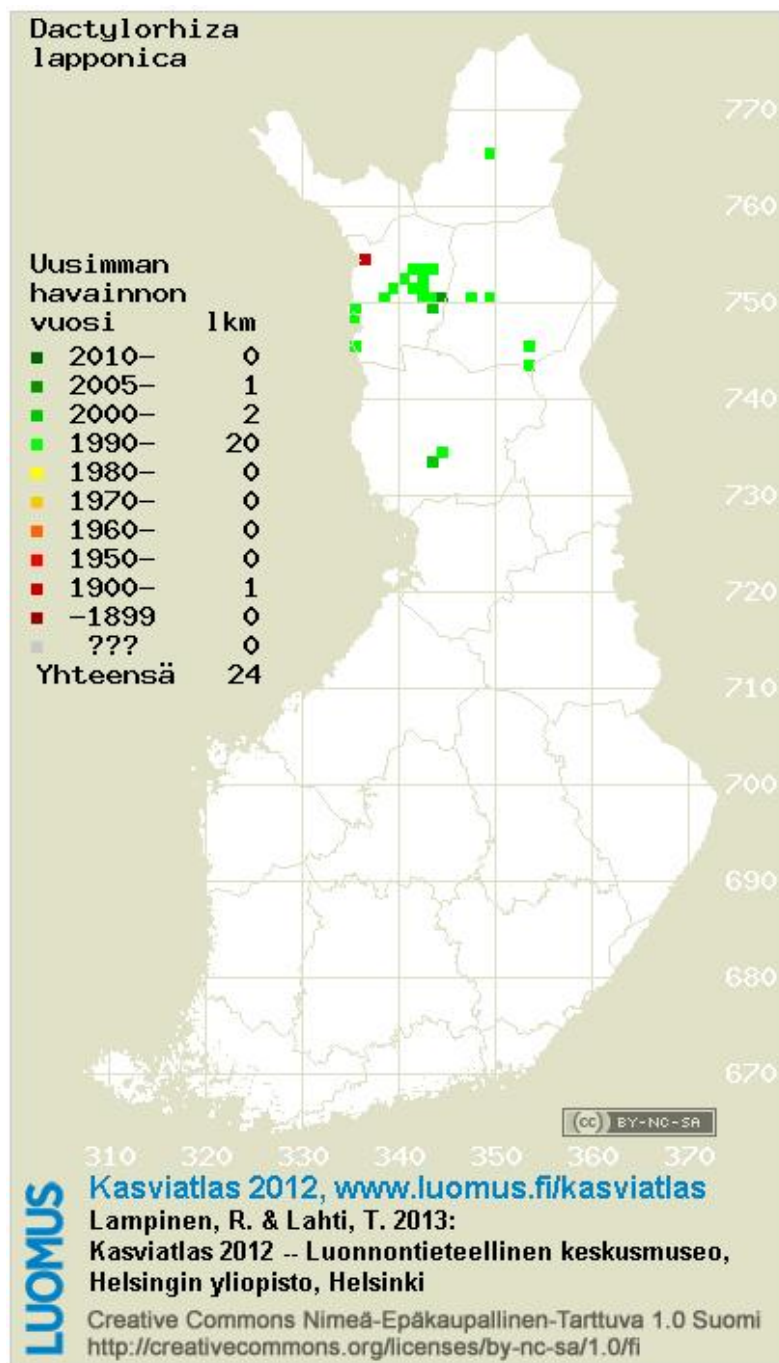 Dactylorhiza
lapponica
770
760
Uusimman
havainnon
vuosi lkm
750
2010- 0
2005- 1
2000- 2
740
1990- 20
1980- 0
1970- 0
730
1960- 0
1950- 0
1900- 1
720
-1899 0
??? 0
Yhteensä 24
710
700
690
680
670
(cc) BY-NC-SA
310 320 330 340 350 360 370
LUOMUS
Kasviatlas 2012, www.luomus.fi/kasviatlas
Lampinen, R. & Lahti, T. 2013:
Kasviatlas 2012 -- Luonnontieteellinen keskusmuseo,
Helsingin yliopisto, Helsinki
Creative Commons Nimeä-Epäkaupallinen-Tarttuva 1.0 Suomi
http://creativecommons.org/licenses/by-nc-sa/1.0/fi